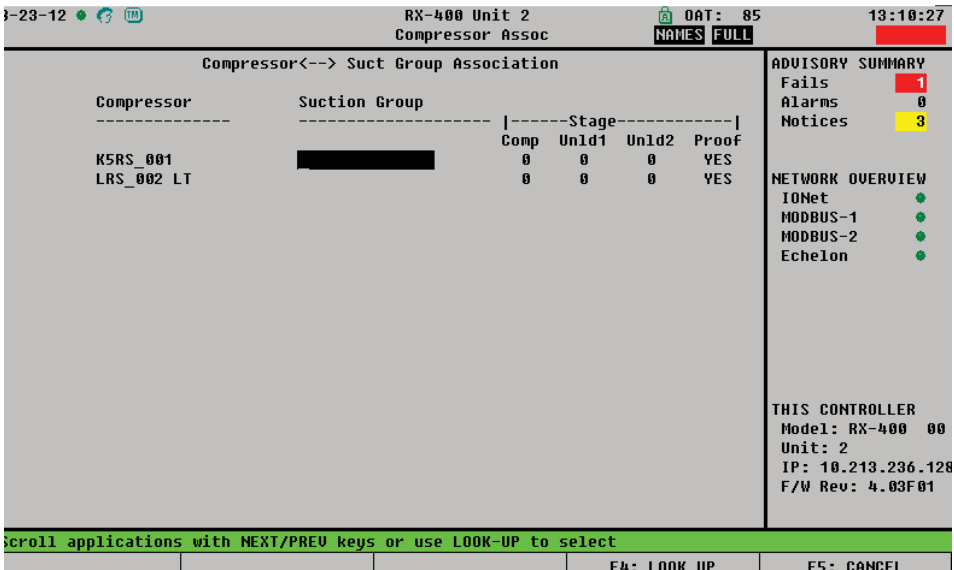 3-23-12 TM RX-400 Unit 2 OAT: 85 13:10:27
Compressor Assoc NAMES FULL
Compressor<--> Suct Group Association
Compressor Suction Group
-------------- -------------------- |------Stage------------|
Comp Unld1 Unld2 Proof
K5RS_001 0 0 0 YES
LRS_002 LT 0 0 0 YES
ADVISORY SUMMARY
Fails 1
Alarms 0
Notices 3
NETWORK OVERVIEW
IONet
MODBUS-1
MODBUS-2
Echelon
THIS CONTROLLER
Model: RX-400 00
Unit: 2
IP: 10.213.236.128
F/W Rev: 4.03F01
Scroll applications with NEXT/PREV keys or use LOOK-UP to select
F4: LOOK UP F5: CANCEL